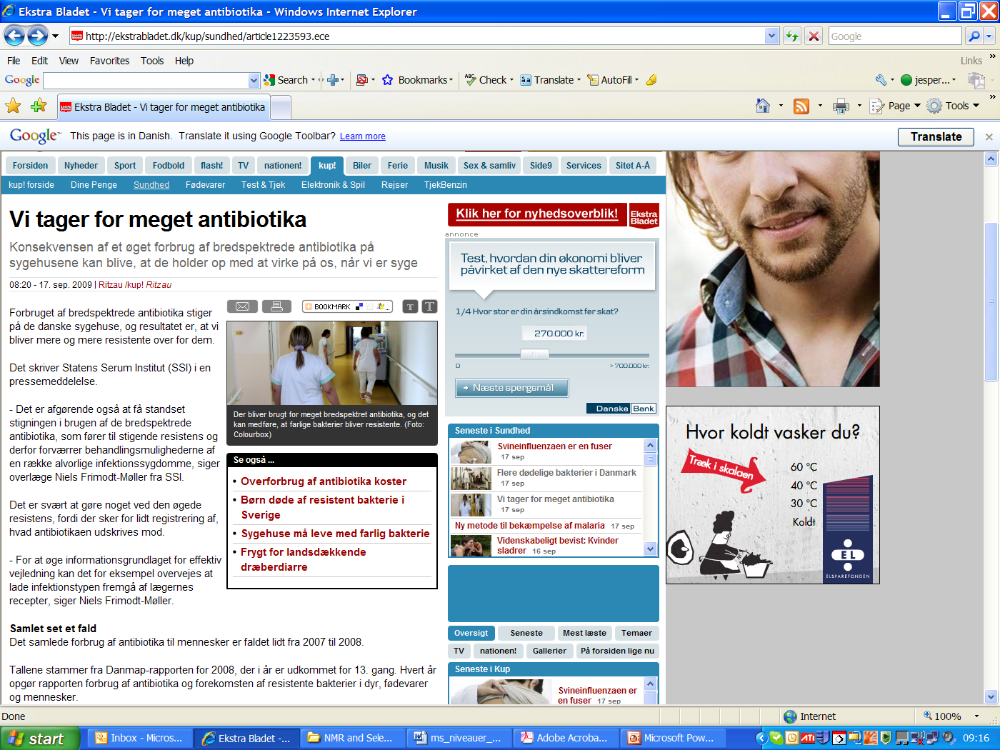 Ekstra Bladet - Vi tager for meget antibiotika - Windows Internet Explorer
http://ekstrabladet.dk/kup/sundhed/article1223593.ece
Google
File Edit View Favorites Tools Help
Links
Google Search Bookmarks Check Translate AutoFill jesper...
Ekstra Bladet - Vi tager for meget antibiotika
Page Tools
Google™ This page is in Danish. Translate it using Google Toolbar? Learn more
Translate
Forsiden Nyheder Sport Fodbold flash! TV nationen! kup! Biler Ferie Musik Sex & samliv Side9 Services Sitet A-Å
kup! forside Dine Penge Sundhed Fødevarer Test & Tjek Elektronik & Spil Rejser TjekBenzin
Vi tager for meget antibiotika
Konsekvensen af et øget forbrug af bredspektrede antibiotika på
sygehusene kan blive, at de holder op med at virke på os, når vi er syge
08:20 - 17. sep. 2009 | Ritzau /kup! Ritzau
BOOKMARK
T T
Forbruget af bredspektrede antibiotika stiger
på de danske sygehuse, og resultatet er, at vi
bliver mere og mere resistente over for dem.
Det skriver Statens Serum Institut (SSI) i en
pressemeddelelse.
- Det er afgørende også at få standset
stigningen i brugen af de bredspektrede
antibiotika, som fører til stigende resistens og
derfor forværrer behandlingsmulighederne af
en række alvorlige infektionssygdomme, siger
overlæge Niels Frimodt-Møller fra SSI.
Det er svært at gøre noget ved den øgede
resistens, fordi der sker for lidt registrering af,
hvad antibiotikaen udskrives mod.
- For at øge informationsgrundlaget for effektiv
vejledning kan det for eksempel overvejes at
lade infektionstypen fremgå af lægernes
recepter, siger Niels Frimodt-Møller.
Samlet set et fald
Det samlede forbrug af antibiotika til mennesker er faldet lidt fra 2007 til 2008.
Tallene stammer fra Danmap-rapporten for 2008, der i år er udkommet for 13. gang. Hvert år
opgør rapporten forbrug af antibiotika og forekomsten af resistente bakterier i dyr, fødevarer
og mennesker.
Der bliver brugt for meget bredspektret antibiotika, og det
kan medføre, at farlige bakterier bliver resistente. (Foto:
Colourbox)
Se også ...
• Overforbrug af antibiotika koster
• Børn døde af resistent bakterie i
Sverige
• Sygehuse må leve med farlig bakterie
• Frygt for landsdækkende
dræberdiarre
Klik her for nyhedsoverblik!
Ekstra
Bladet
annonce
Test, hvordan din økonomi bliver
påvirket af den nye skattereform
1/4 Hvor stor er din årsindkomst før skat?
270.000 kr.
0 > 700.000 kr.
Næste spørgsmål
Danske Bank
Seneste i Sundhed
Svineinfluenzaen er en fuser
17 sep
Flere dødelige bakterier i Danmark
17 sep
Vi tager for meget antibiotika
17 sep
Ny metode til bekæmpelse af malaria 17 sep
Videnskabeligt bevist: Kvinder
sladrer 16 sep
Oversigt Seneste Mest læste Temaer
TV nationen! Gallerier På forsiden lige nu
Seneste i Kup
Svineinfluenzaen er
en fuser 17 sep
Hvor koldt vasker du?
Træk i skalaen
60 °C
40 °C
30 °C
Koldt
EL
ELSPAREFONDEN
Done
Internet
100%
start
Inbox - Micros...
Ekstra Bladet -...
NMR and Sele...
ms_niveauer_...
Adobe Acroba...
Microsoft Pow...
ATI
09:16